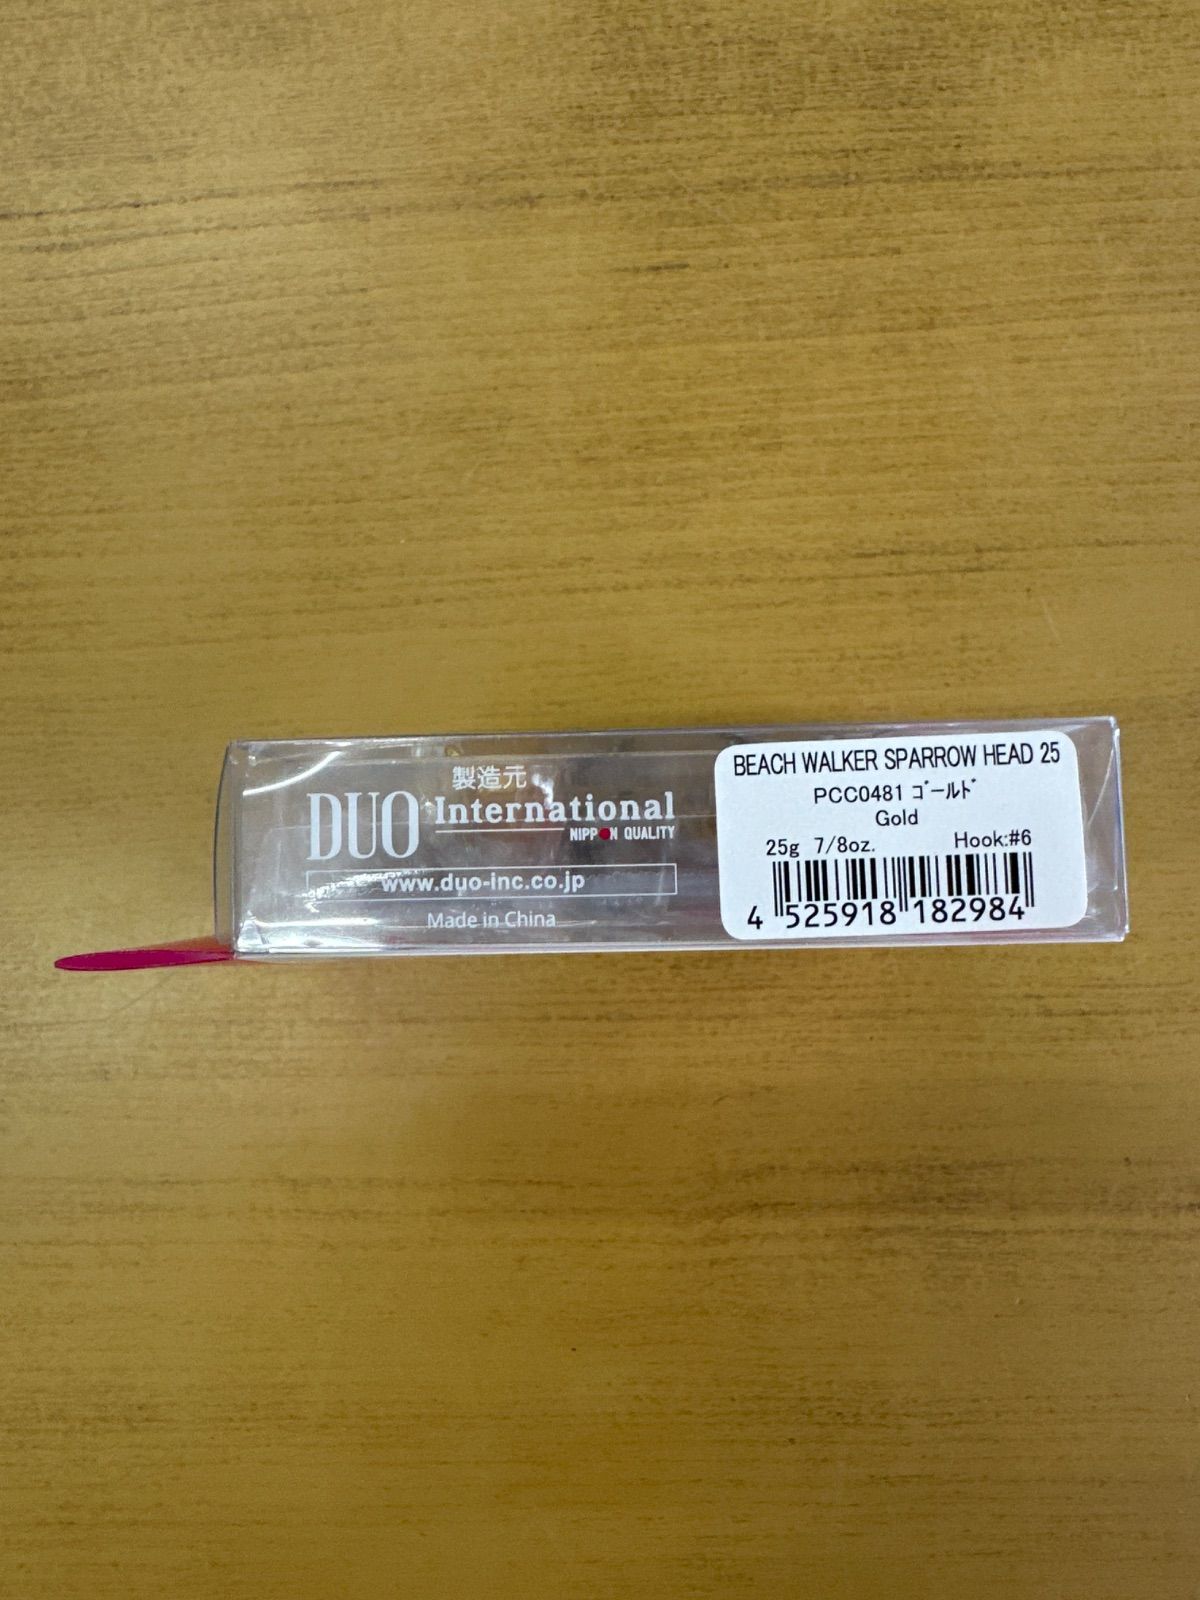 製造元
DUO International
NIPPON QUALITY
www.duo-inc.co.jp
Made in China
BEACH WALKER SPARROW HEAD 25
PCC0481 ｺﾞｰﾙﾄﾞ
Gold
25g 7/8oz. Hook:#6
4 525918 182984